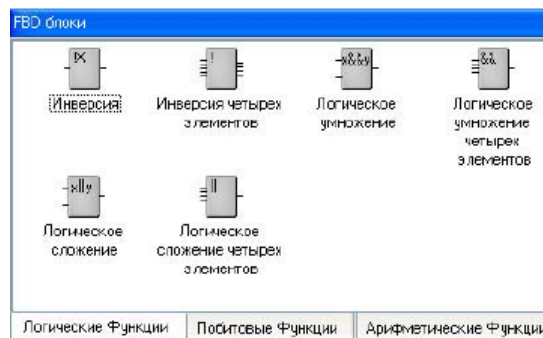 FBD блоки
!X
!
x&&y
&&
Инверсия
Инверсия четырех
элементов
Логическое
умножение
Логическое
умножение
четырех
элементов
x||y
||
Логическое
сложение
Логическое
сложение четырех
элементов
Логические Функции
Побитовые Функции
Арифметические Функции